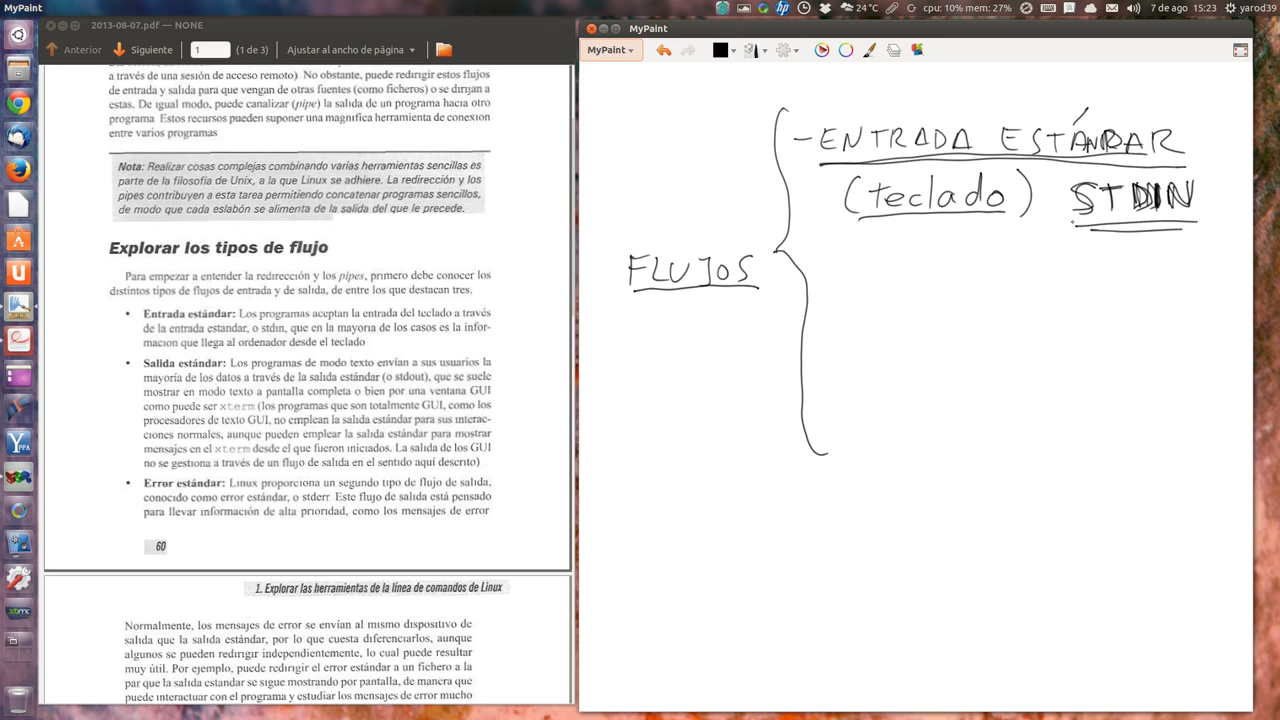 MyPaint
24°C
cpu: 10% mem: 27%
7 de ago
15:23
yarod39
2013-08-07.pdf — NONE
Anterior
Siguiente
1
(1 de 3)
Ajustar al ancho de página
a través de una sesión de acceso remoto) No obstante, puede redirigir estos flujos
de entrada y salida para que vengan de otras fuentes (como ficheros) o se dirijan a
estas. De igual modo, puede canalizar (pipe) la salida de un programa hacia otro
programa Estos recursos pueden suponer una magnífica herramienta de conexion
entre varios programas
Nota: Realizar cosas complejas combinando varias herramientas sencillas es
parte de la filosofía de Unix, a la que Linux se adhiere. La redirección y los
pipes contribuyen a esta tarea permitiendo concatenar programas sencillos,
de modo que cada eslabón se alimenta de la salida del que le precede.
Explorar los tipos de flujo
Para empezar a entender la redirección y los pipes, primero debe conocer los
distintos tipos de flujos de entrada y de salida, de entre los que destacan tres.
• Entrada estándar: Los programas aceptan la entrada del teclado a través
de la entrada estandar, o stdin, que en la mayoría de los casos es la infor-
macion que llega al ordenador desde el teclado
• Salida estándar: Los programas de modo texto envían a sus usuarios la
mayoría de los datos a través de la salida estándar (o stdout), que se suele
mostrar en modo texto a pantalla completa o bien por una ventana GUI
como puede ser xterm (los programas que son totalmente GUI, como los
procesadores de texto GUI, no emplean la salida estándar para sus interac-
ciones normales, aunque pueden emplear la salida estándar para mostrar
mensajes en el xterm desde el que fueron iniciados. La salida de los GUI
no se gestiona a través de un flujo de salida en el sentido aquí descrito)
• Error estándar: Linux proporciona un segundo tipo de flujo de salida,
conocido como error estándar, o stderr Este flujo de salida está pensado
para llevar información de alta prioridad, como los mensajes de error
60
1. Explorar las herramientas de la línea de comandos de Linux
Normalmente, los mensajes de error se envían al mismo dispositivo de
salida que la salida estándar, por lo que cuesta diferenciarlos, aunque
algunos se pueden redirigir independientemente, lo cual puede resultar
muy útil. Por ejemplo, puede redirigir el error estándar a un fichero a la
par que la salida estandar se sigue mostrando por pantalla, de manera que
puede interactuar con el programa y estudiar los mensajes de error mucho
MyPaint
MyPaint
- ENTRADA ESTÁNDAR
(teclado) STDIN
FLUJOS